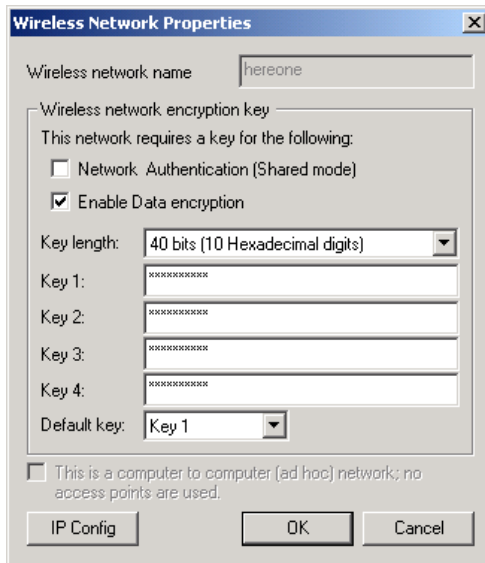 Wireless Network Properties
Wireless network name hereone
Wireless network encryption key
This network requires a key for the following:
Network Authentication (Shared mode)
Enable Data encryption
Key length: 40 bits (10 Hexadecimal digits)
Key 1: **********
Key 2: **********
Key 3: **********
Key 4: **********
Default key: Key 1
This is a computer to computer (ad hoc) network; no
access points are used.
IP Config OK Cancel